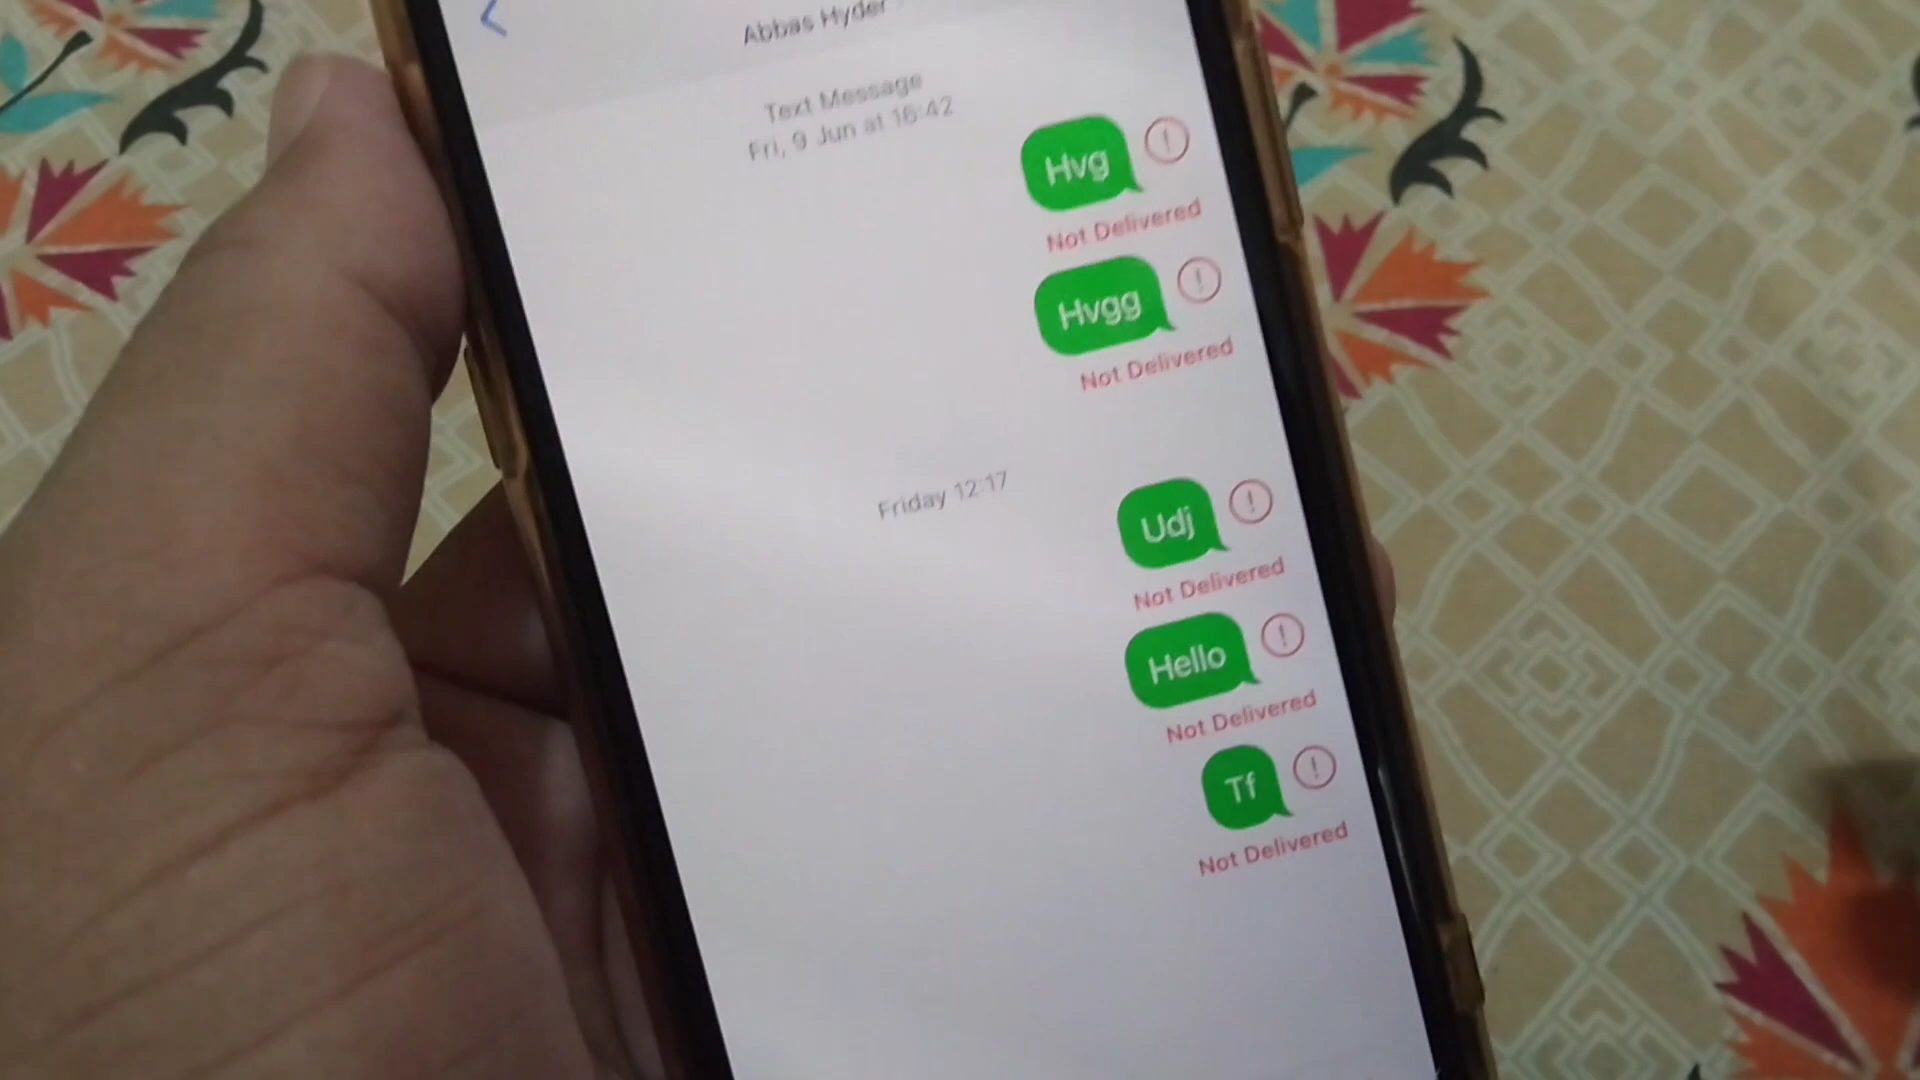 Abbas Hyder
Text Message
Fri, 9 Jun at 16:42
Hvg
Not Delivered
Hvgg
Not Delivered
Friday 12:17
Udj
Not Delivered
Hello
Not Delivered
Tf
Not Delivered